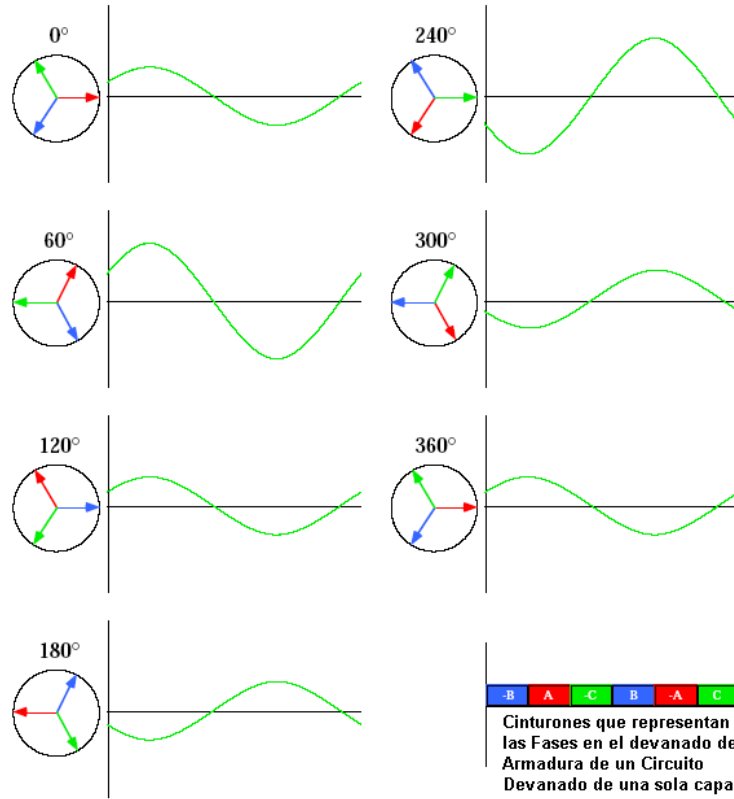 0°
240°
60°
300°
120°
360°
180°
-B A -C B -A C
Cinturones que representan
las Fases en el devanado de
Armadura de un Circuito
Devanado de una sola capa